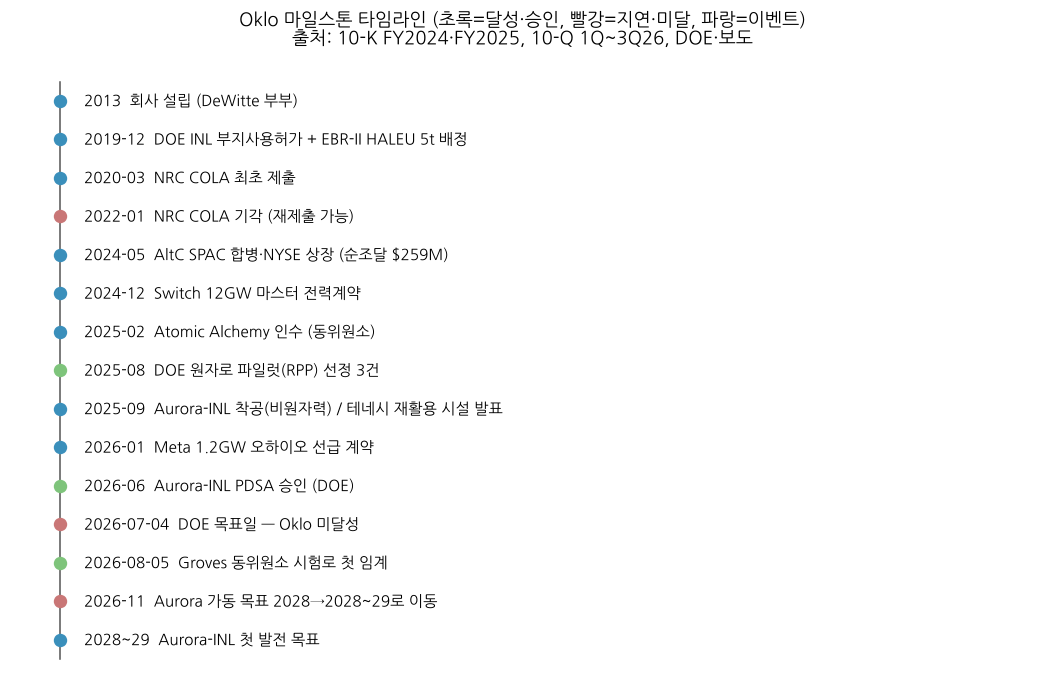 Oklo 마일스톤 타임라인 (초록=달성·승인, 빨강=지연·미달, 파랑=이벤트)
출처: 10-K FY2024·FY2025, 10-Q 1Q~3Q26, DOE·보도
2013 회사 설립 (DeWitte 부부)
2019-12 DOE INL 부지사용허가 + EBR-II HALEU 5t 배정
2020-03 NRC COLA 최초 제출
2022-01 NRC COLA 기각 (재제출 가능)
2024-05 AltC SPAC 합병·NYSE 상장 (순조달 $259M)
2024-12 Switch 12GW 마스터 전력계약
2025-02 Atomic Alchemy 인수 (동위원소)
2025-08 DOE 원자로 파일럿(RPP) 선정 3건
2025-09 Aurora-INL 착공(비원자력) / 테네시 재활용 시설 발표
2026-01 Meta 1.2GW 오하이오 선급 계약
2026-06 Aurora-INL PDSA 승인 (DOE)
2026-07-04 DOE 목표일 — Oklo 미달성
2026-08-05 Groves 동위원소 시험로 첫 임계
2026-11 Aurora 가동 목표 2028→2028~29로 이동
2028~29 Aurora-INL 첫 발전 목표